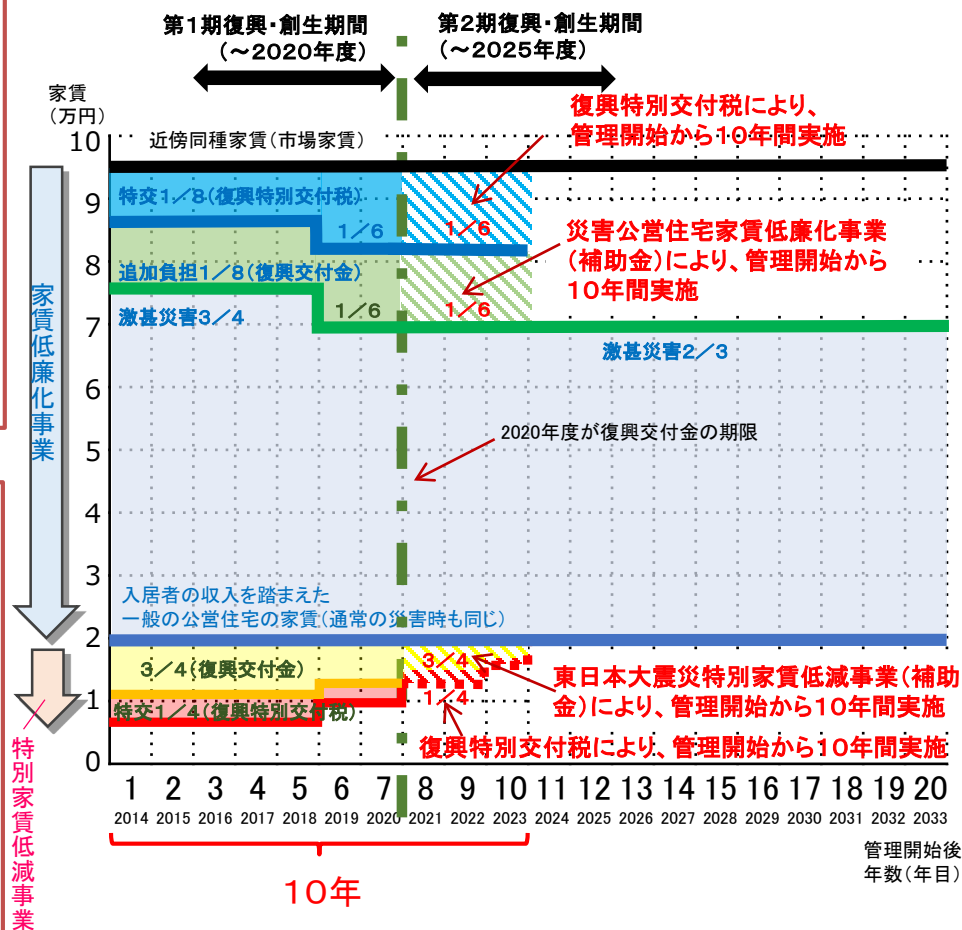 第1期復興・創生期間
(～2020年度)
第2期復興・創生期間
(～2025年度)
家賃
(万円)
復興特別交付税により、
管理開始から10年間実施
10
9
8
7
6
5
4
3
2
1
0
近傍同種家賃(市場家賃)
特交1/8(復興特別交付税)
1/6
1/6
災害公営住宅家賃低廉化事業
(補助金)により、管理開始から
10年間実施
追加負担1/8(復興交付金)
1/6
1/6
激甚災害3/4
激甚災害2/3
家賃低廉化事業
2020年度が復興交付金の期限
入居者の収入を踏まえた
一般の公営住宅の家賃(通常の災害時も同じ)
3/4(復興交付金)
3/4
特交1/4(復興特別交付税)
1/4
東日本大震災特別家賃低減事業(補助
金)により、管理開始から10年間実施
復興特別交付税により、管理開始から10年間実施
特別家賃低減事業
1 2 3 4 5 6 7 8 9 10 11 12 13 14 15 16 17 18 19 20
2014 2015 2016 2017 2018 2019 2020 2021 2022 2023 2024 2025 2026 2027 2028 2029 2030 2031 2032 2033
管理開始後
年数(年目)
10年